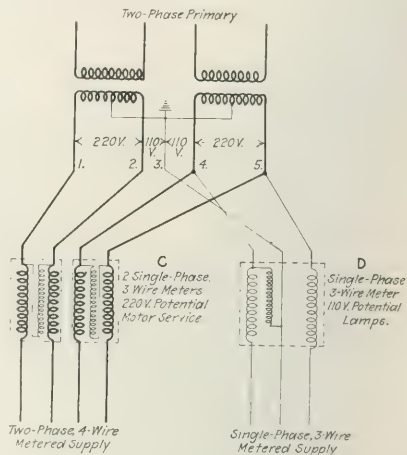 Two-Phase Primary
220V. 110 V. 110 V. 220V.
1. 2. 3. 4. 5.
C
2 Single-Phase,
3 Wire Meters
220V. Potential
Motor Service
D
Single-Phase
3-Wire Meter
110V. Potential
Lamps.
Two-Phase, 4-Wire
Metered Supply
Single-Phase, 3-Wire
Metered Supply